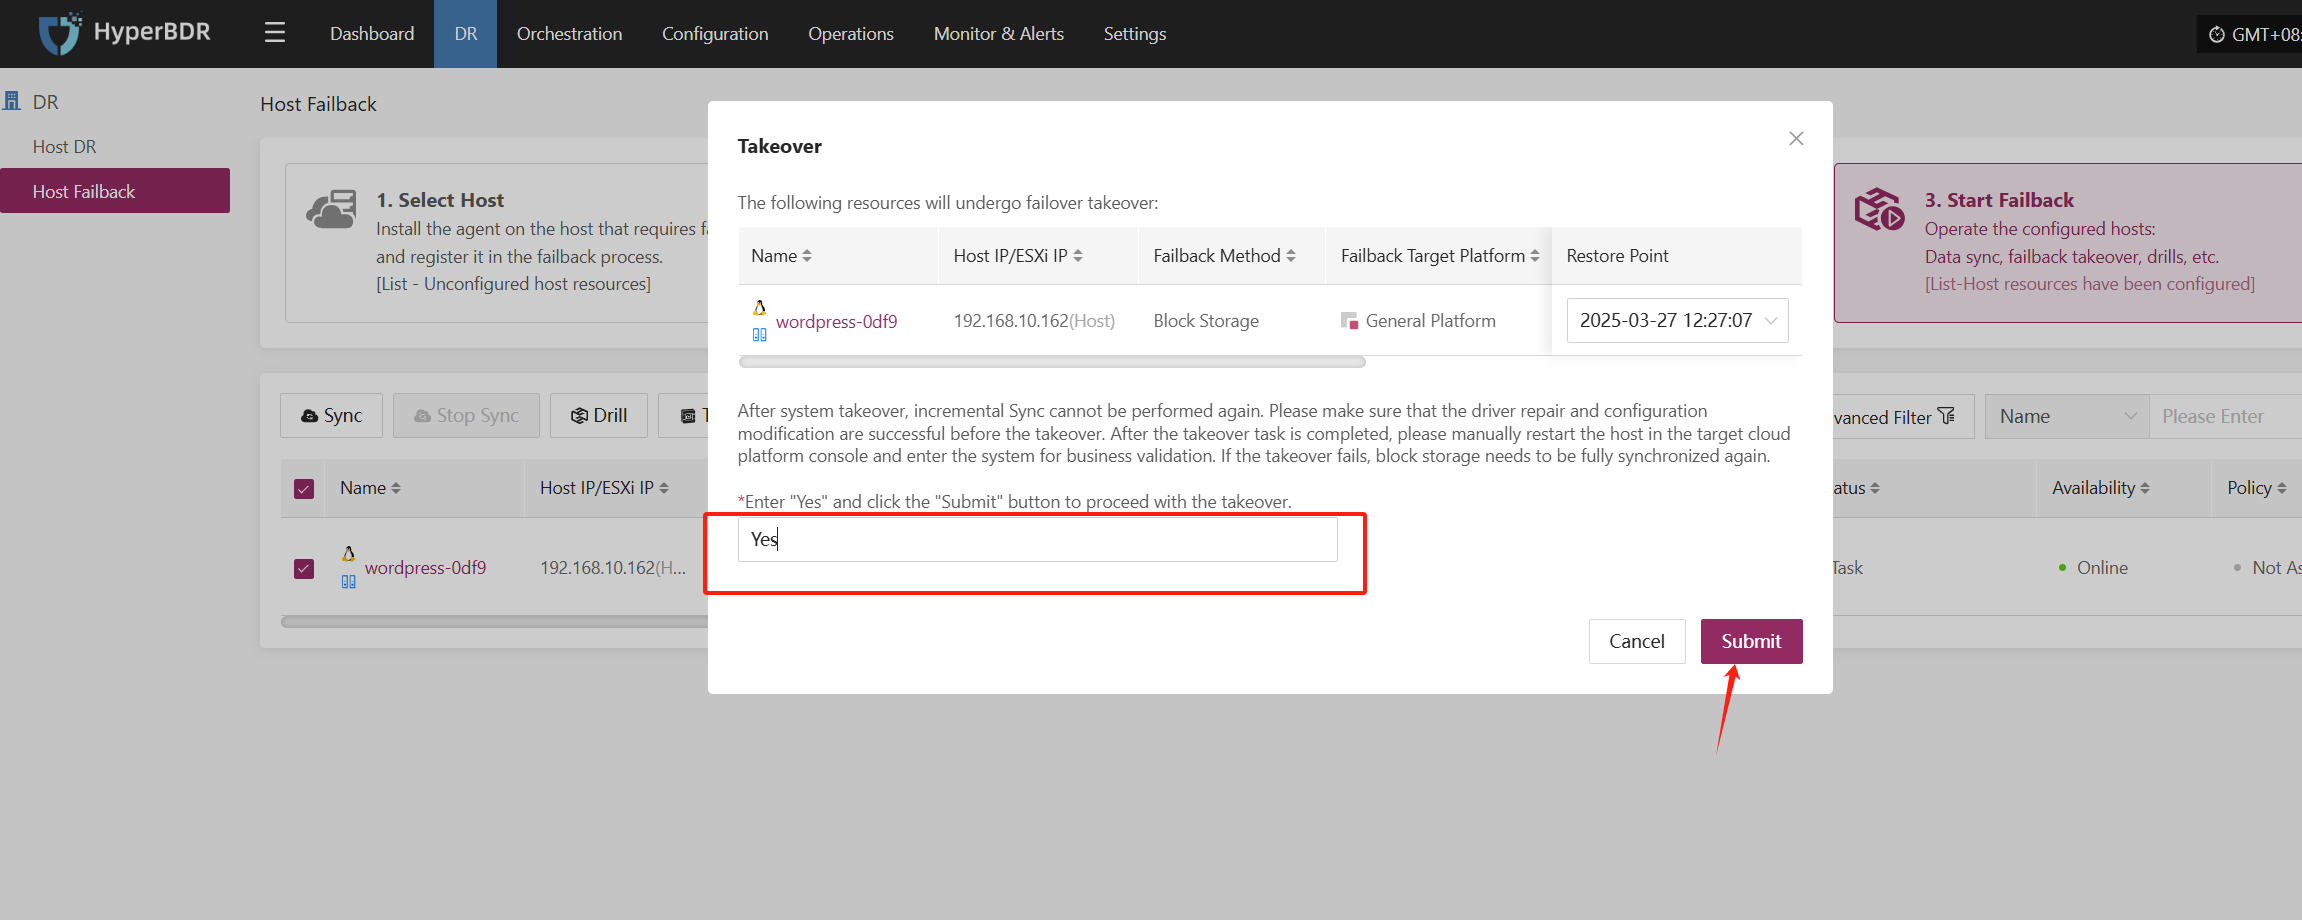 HyperBDR
Dashboard
DR
Orchestration
Configuration
Operations
Monitor & Alerts
Settings
GMT+08:
DR
Host DR
Host Failback
Host Failback
1. Select Host
Install the agent on the host that requires
and register it in the failback process.
[List - Unconfigured host resources]
3. Start Failback
Operate the configured hosts:
Data sync, failback takeover, drills, etc.
[List-Host resources have been configured]
Sync
Stop Sync
Drill
vanced Filter
Name
Please Enter
Name
Host IP/ESXi IP
atus
Availability
Policy
wordpress-0df9
192.168.10.162(H...
Task
Online
Not As
Takeover
The following resources will undergo failover takeover:
Name
Host IP/ESXi IP
Failback Method
Failback Target Platform
Restore Point
wordpress-0df9
192.168.10.162(Host)
Block Storage
General Platform
2025-03-27 12:27:07
After system takeover, incremental Sync cannot be performed again. Please make sure that the driver repair and configuration
modification are successful before the takeover. After the takeover task is completed, please manually restart the host in the target cloud
platform console and enter the system for business validation. If the takeover fails, block storage needs to be fully synchronized again.
*Enter "Yes" and click the "Submit" button to proceed with the takeover.
Yes
Cancel
Submit